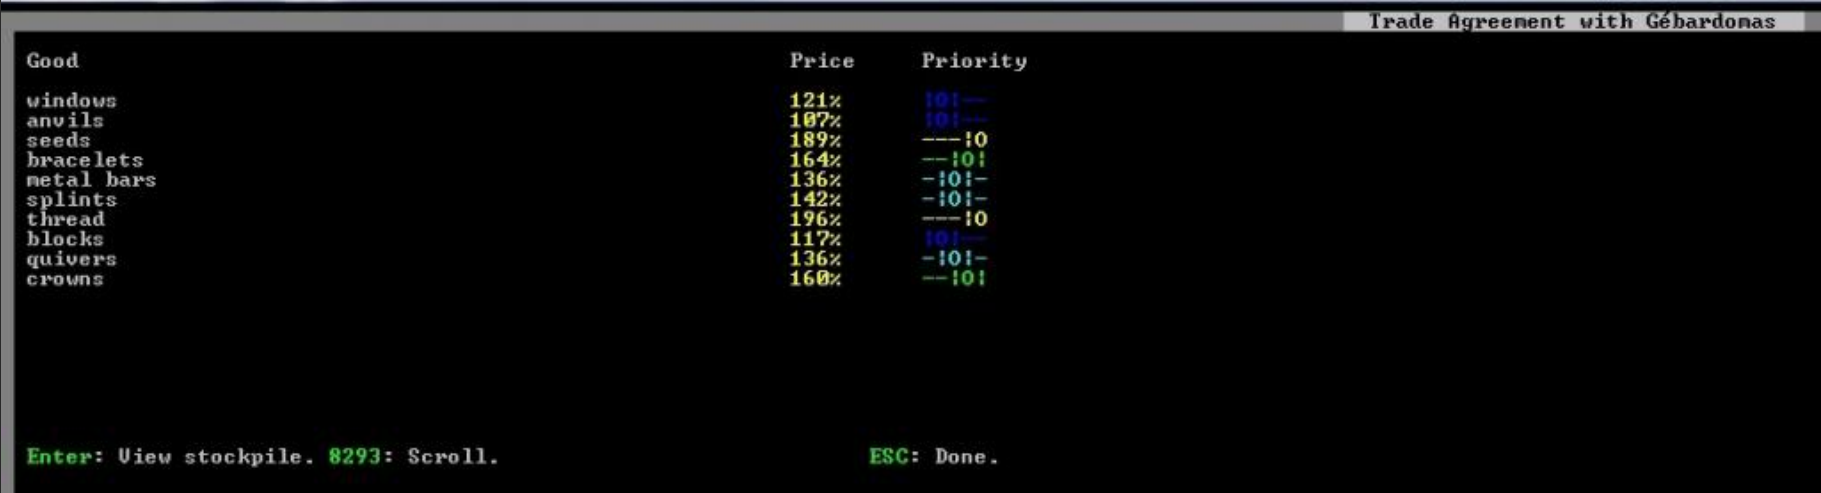 Trade Agreement with Gébardomas
Good Price Priority
windows 121% |O|--
anvils 107% |O|--
seeds 189% ---|O
bracelets 164% --|O|
metal bars 136% -|O|-
splints 142% -|O|-
thread 196% ---|O
blocks 117% |O|--
quivers 136% -|O|-
crowns 160% --|O|
Enter: View stockpile. 8293: Scroll. ESC: Done.